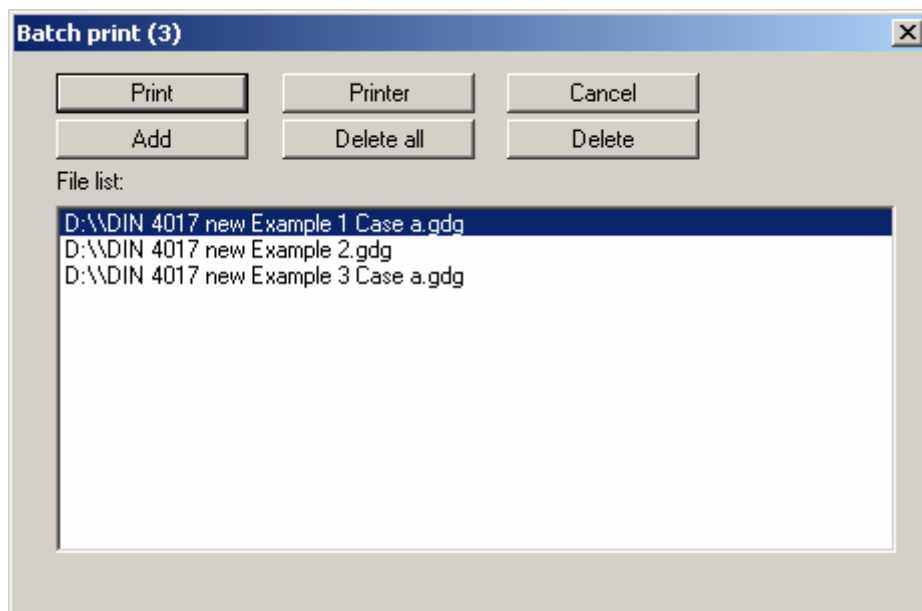 Batch print (3)
Print Printer Cancel
Add Delete all Delete
File list:
D:\\DIN 4017 new Example 1 Case a.gdg
D:\\DIN 4017 new Example 2.gdg
D:\\DIN 4017 new Example 3 Case a.gdg